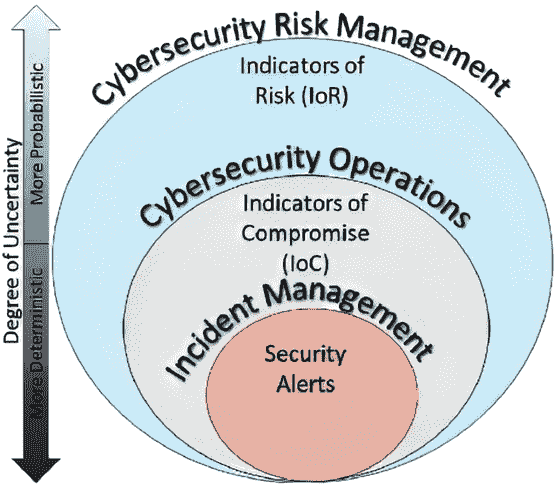 Cybersecurity Risk Management
Indicators of
Risk (IoR)
Cybersecurity Operations
Indicators of
Compromise
(IoC)
Incident Management
Security
Alerts
Degree of Uncertainty
More Probabilistic
More Deterministic